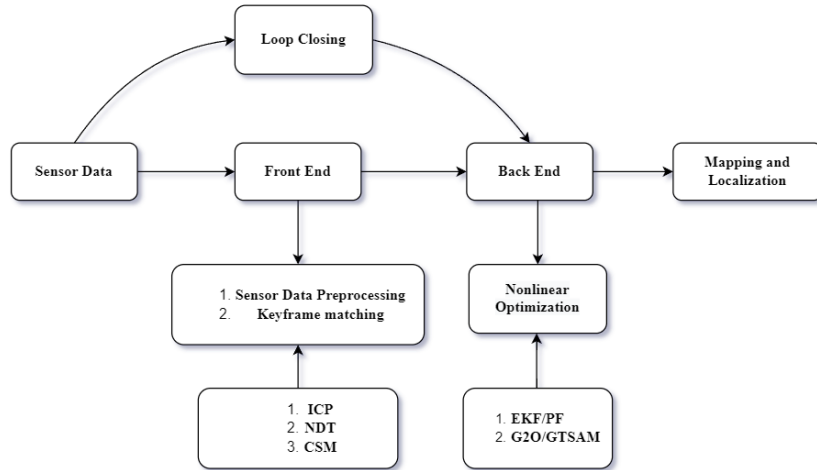 Loop Closing
Sensor Data
Front End
Back End
Mapping and
Localization
1. Sensor Data Preprocessing
2. Keyframe matching
Nonlinear
Optimization
1. ICP
2. NDT
3. CSM
1. EKF/PF
2. G2O/GTSAM